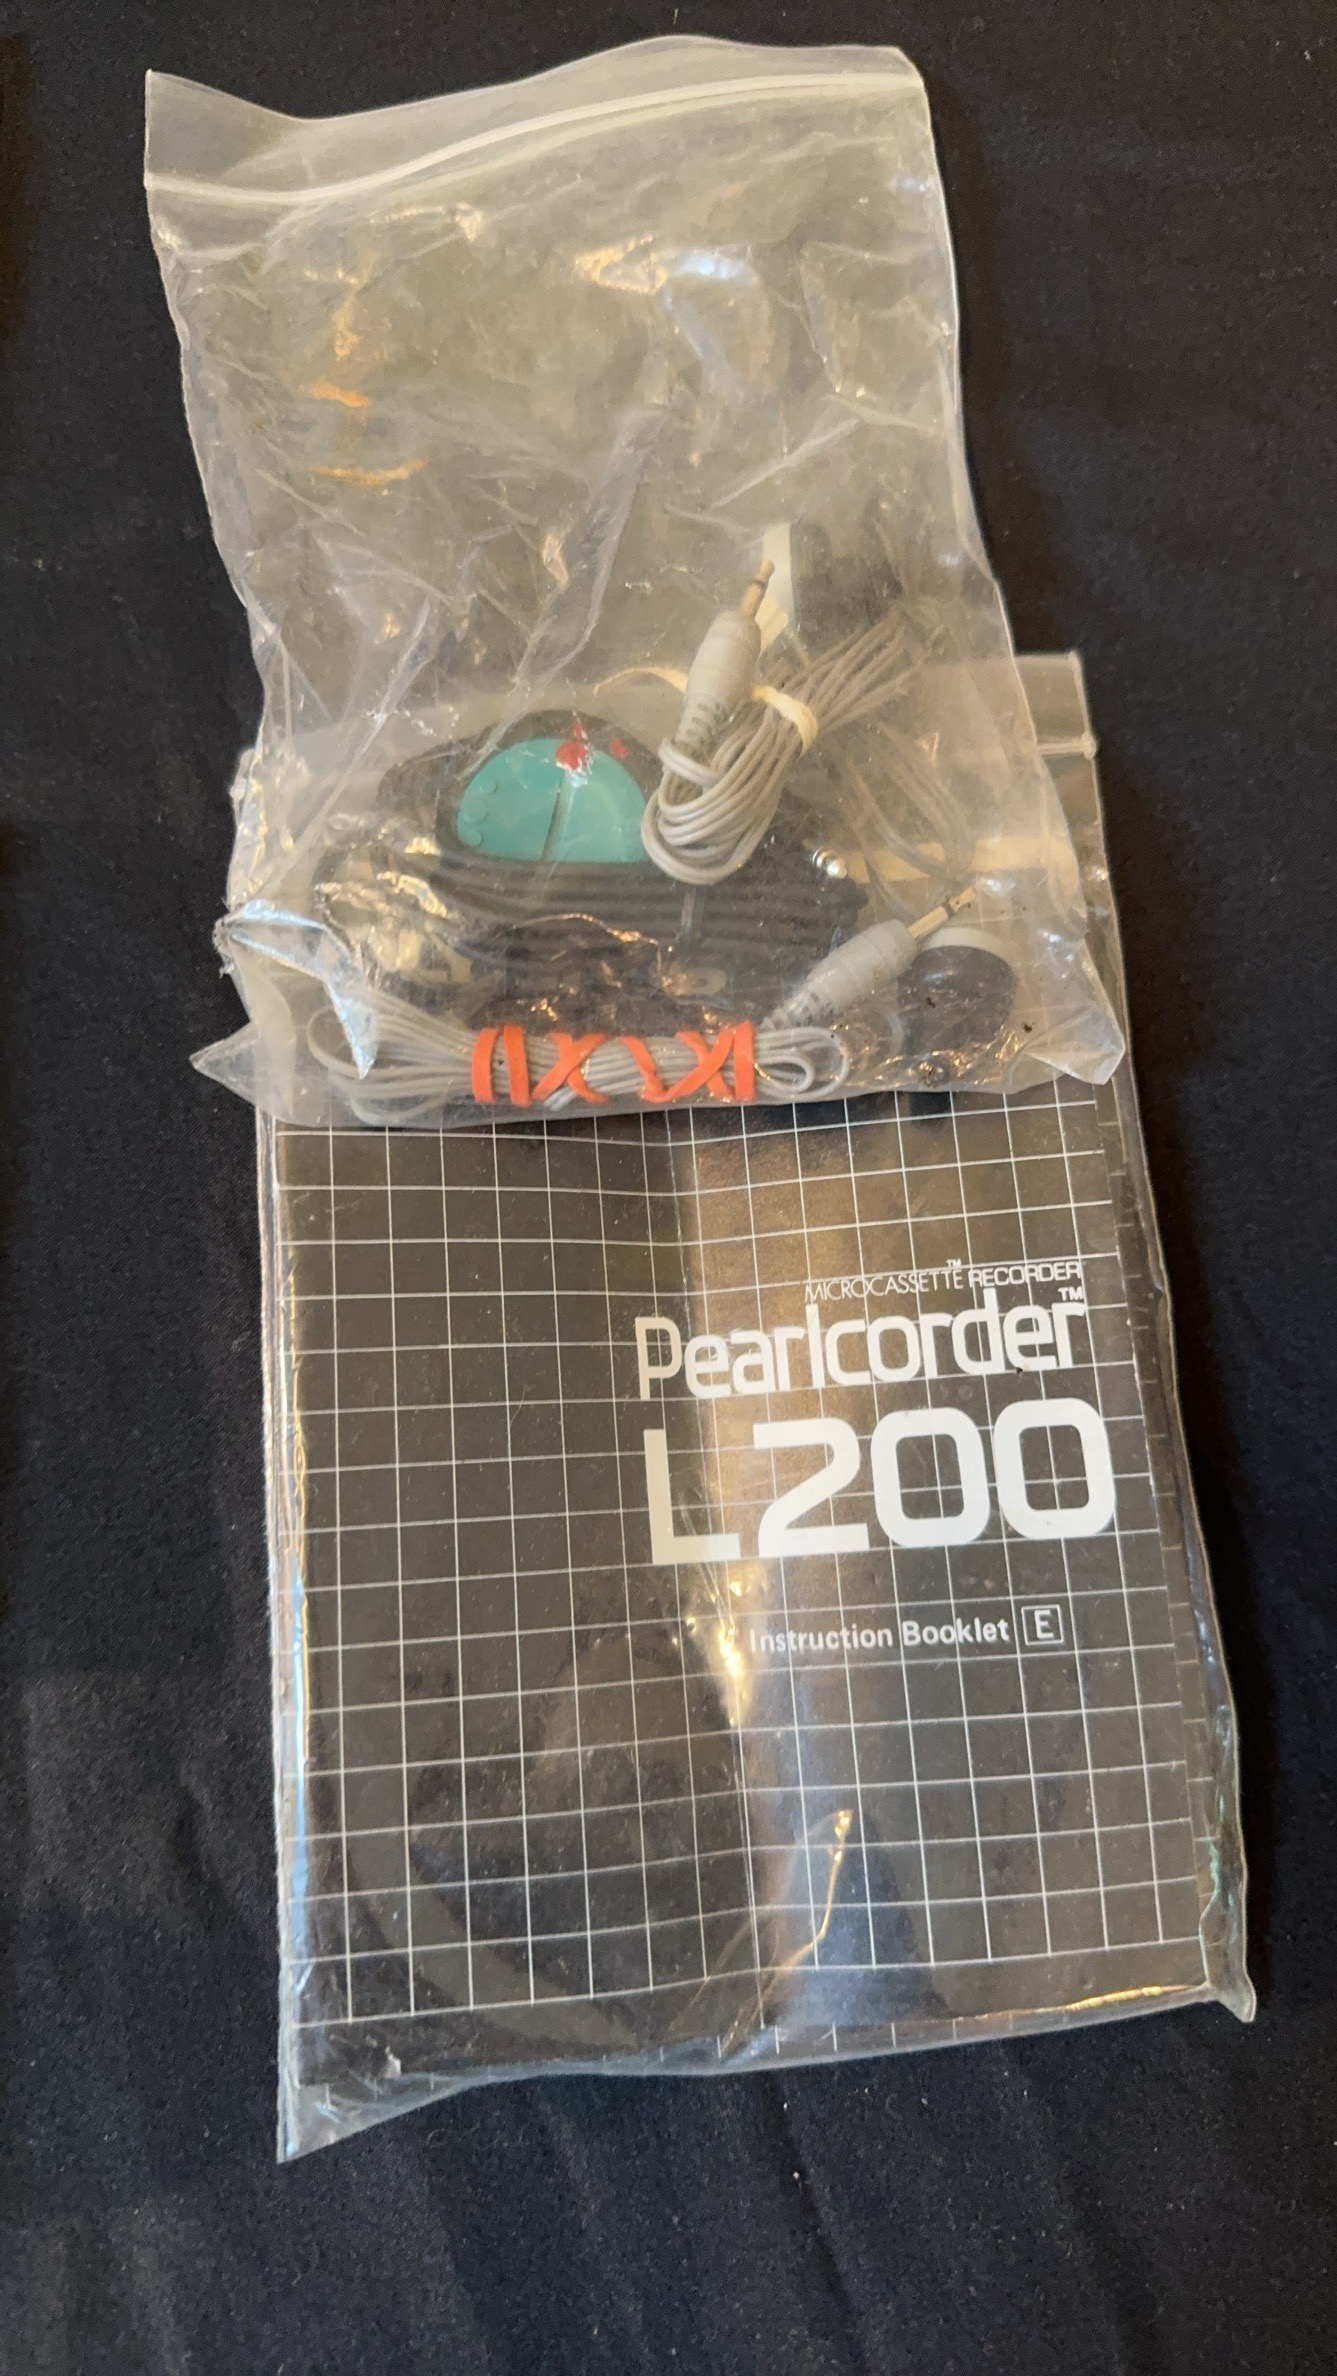 MICROCASSETTE™ RECORDER
Pearlcorder™
L200
Instruction Booklet E